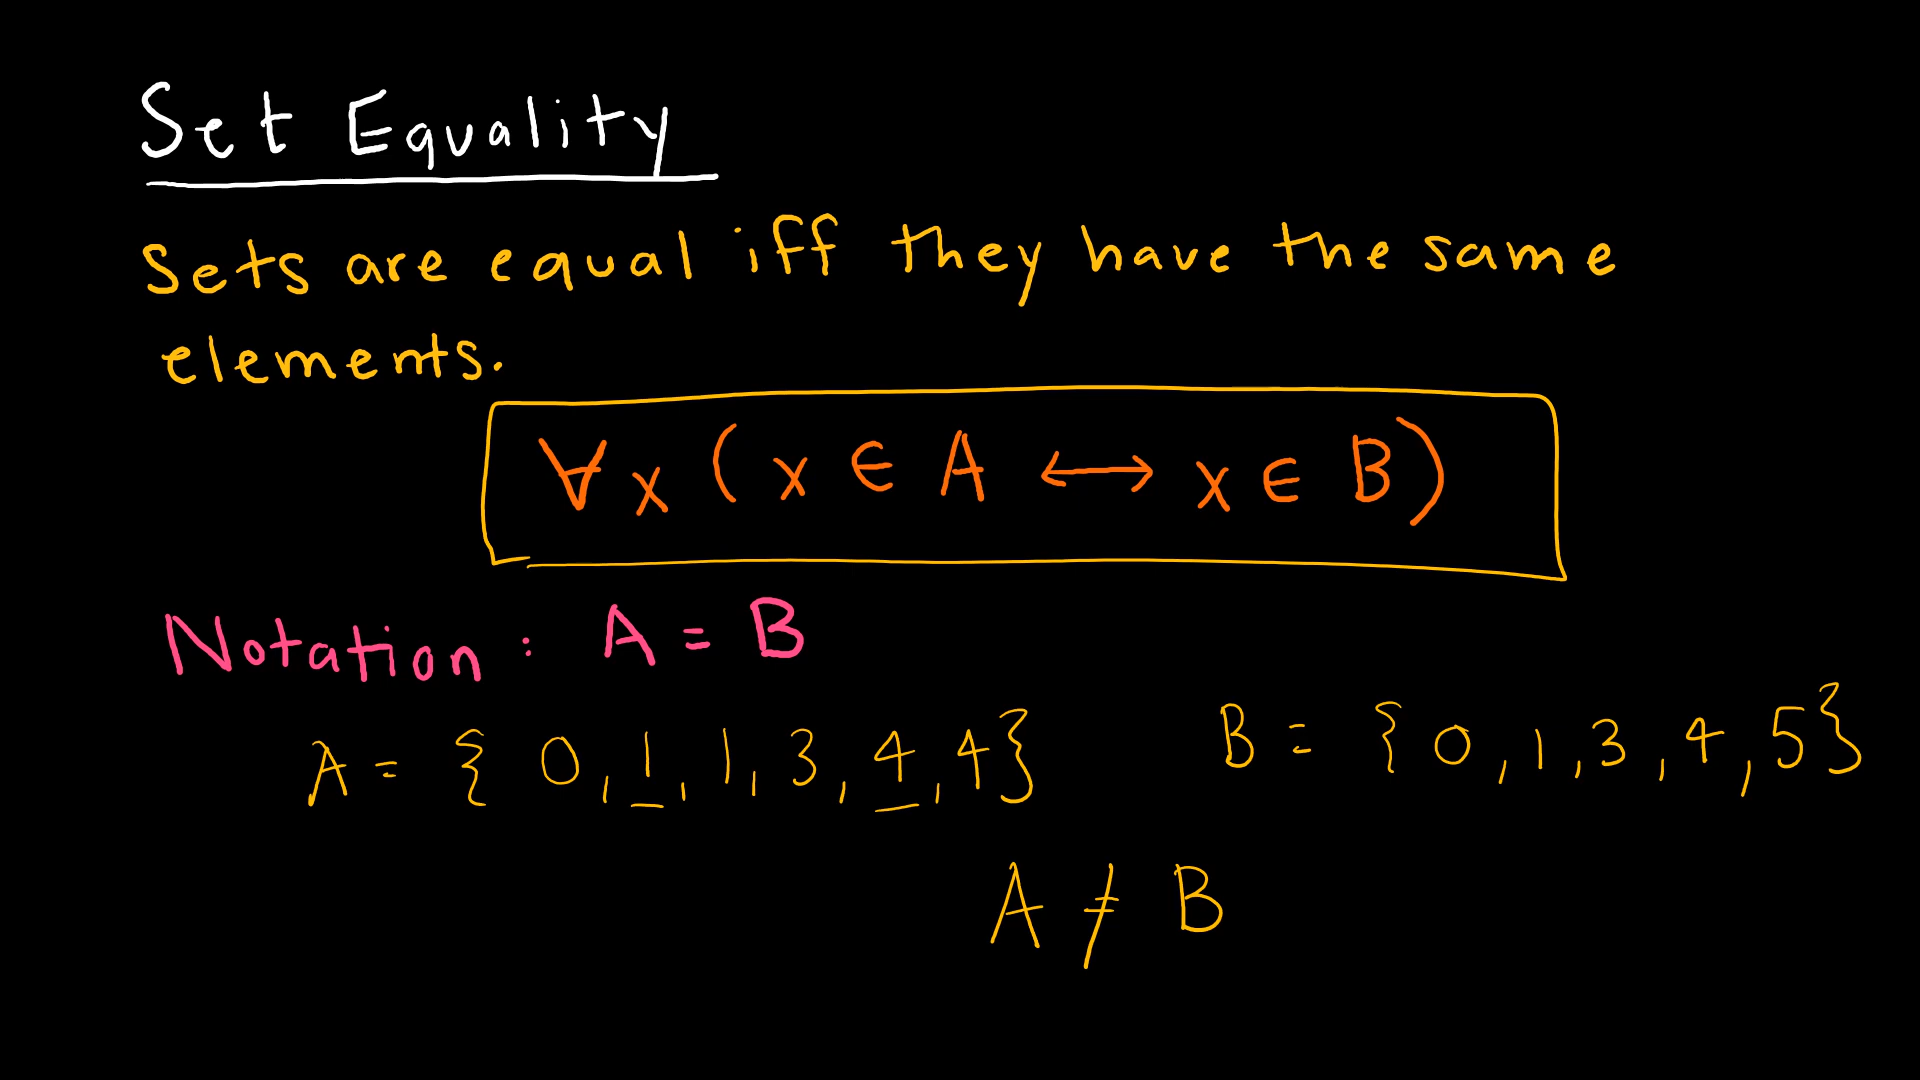 Set Equality
Sets are equal iff they have the same
elements.
∀x (x ∈ A ⟷ x ∈ B)
Notation : A = B
A = { 0, 1, 1, 3, 4, 4} B = { 0, 1, 3, 4, 5}
A ≠ B